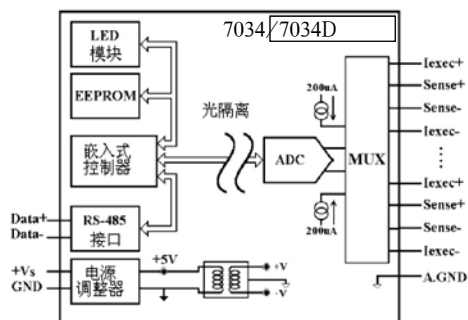 7034/7034D
LED
模块
EEPROM
嵌入式
控制器
RS-485
接口
Data+
Data-
+Vs
GND
电源
调整器
+5V
+V
-V
光隔离
ADC
200uA
200uA
MUX
Iexec+
Sense+
Sense-
Iexec-
Iexec+
Sense+
Sense-
Iexec-
A.GND